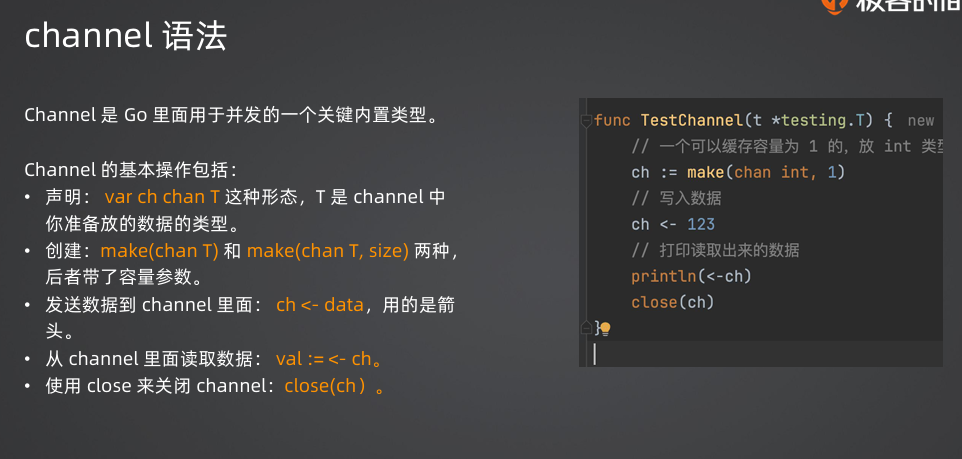 极客时间
channel 语法
Channel 是 Go 里面用于并发的一个关键内置类型。
Channel 的基本操作包括：
• 声明： var ch chan T 这种形态，T 是 channel 中
你准备放的数据的类型。
• 创建：make(chan T) 和 make(chan T, size) 两种，
后者带了容量参数。
• 发送数据到 channel 里面： ch <- data，用的是箭
头。
• 从 channel 里面读取数据： val := <- ch。
• 使用 close 来关闭 channel：close(ch）。
func TestChannel(t *testing.T) { new
// 一个可以缓存容量为 1 的，放 int 类型
ch := make(chan int, 1)
// 写入数据
ch <- 123
// 打印读取出来的数据
println(<-ch)
close(ch)
}